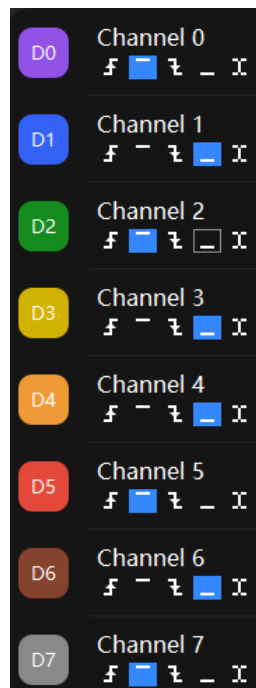 D0
Channel 0
D1
Channel 1
D2
Channel 2
D3
Channel 3
D4
Channel 4
D5
Channel 5
D6
Channel 6
D7
Channel 7